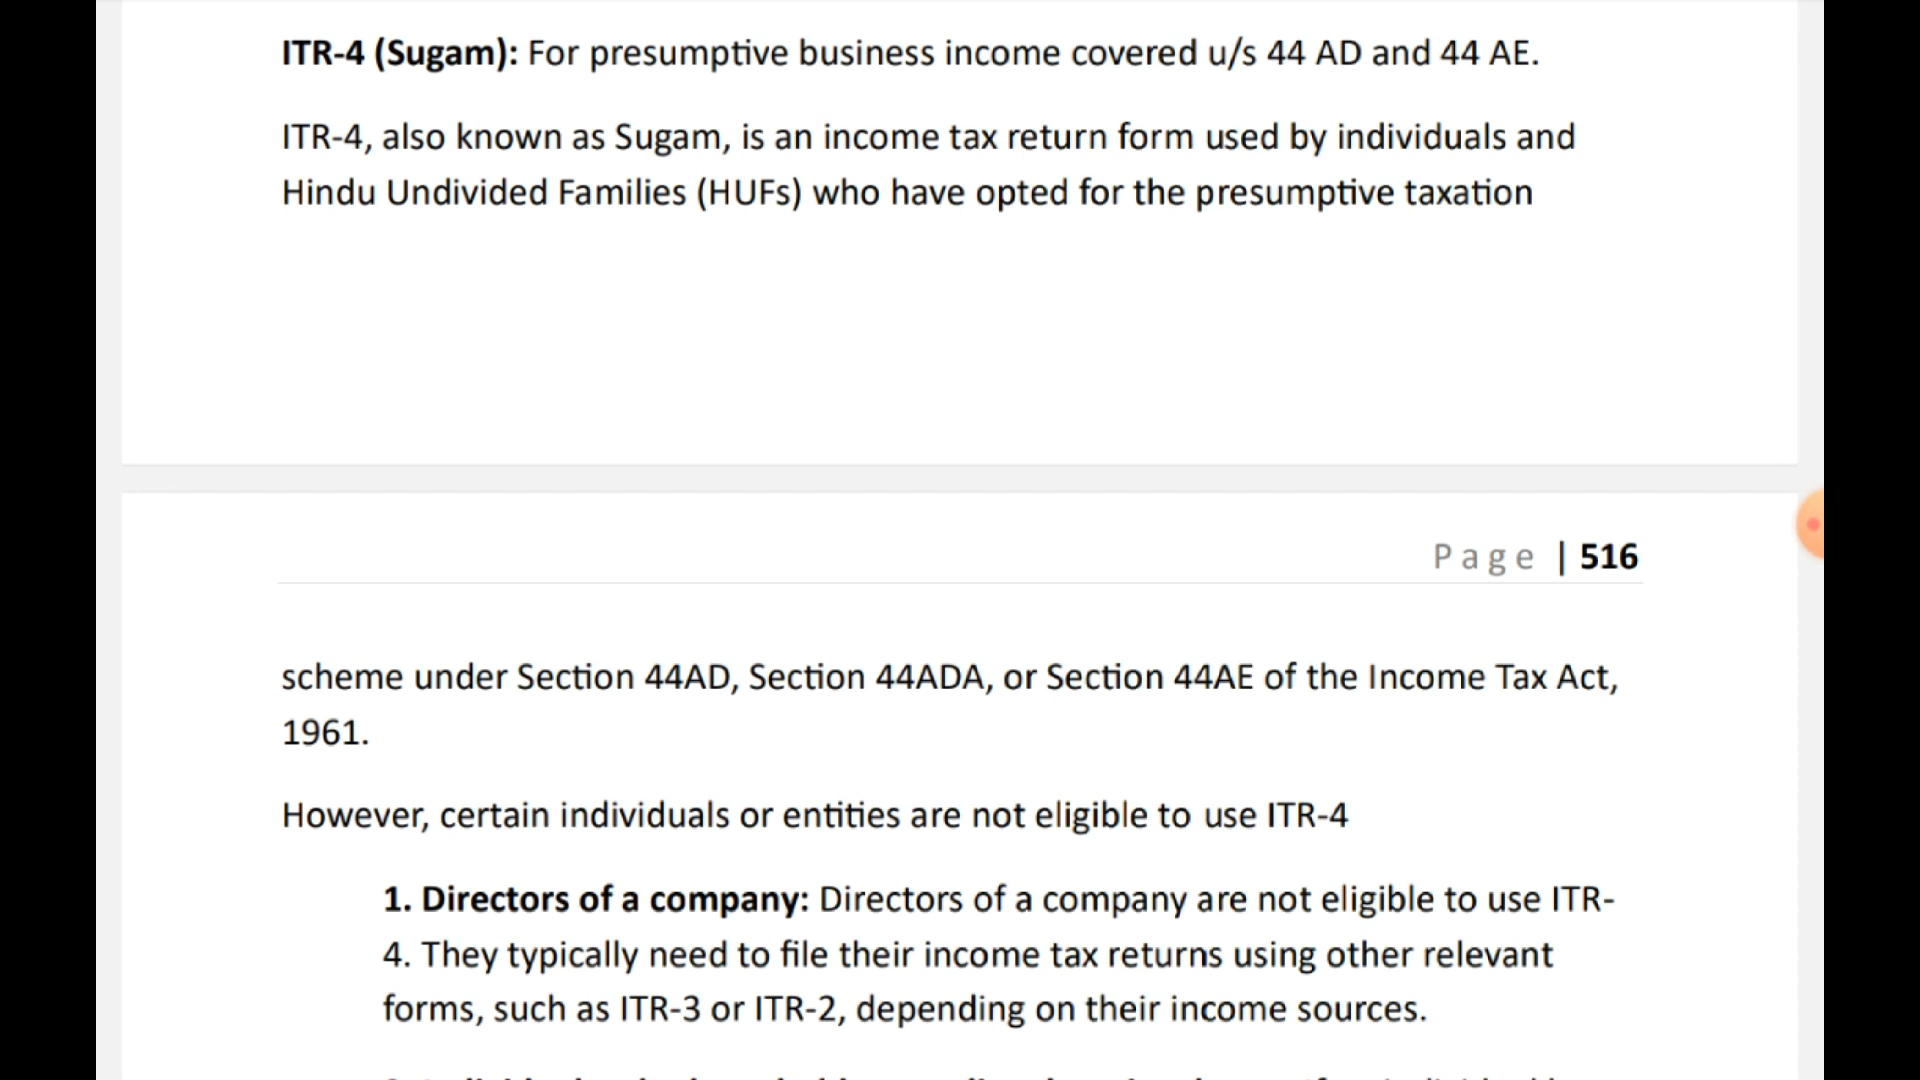 ITR-4 (Sugam): For presumptive business income covered u/s 44 AD and 44 AE.
ITR-4, also known as Sugam, is an income tax return form used by individuals and
Hindu Undivided Families (HUFs) who have opted for the presumptive taxation
Page | 516
scheme under Section 44AD, Section 44ADA, or Section 44AE of the Income Tax Act,
1961.
However, certain individuals or entities are not eligible to use ITR-4
1. Directors of a company: Directors of a company are not eligible to use ITR-
4. They typically need to file their income tax returns using other relevant
forms, such as ITR-3 or ITR-2, depending on their income sources.